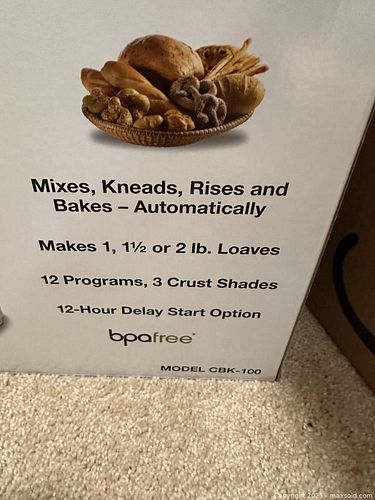 Mixes, Kneads, Rises and
Bakes – Automatically
Makes 1, 1½ or 2 lb. Loaves
12 Programs, 3 Crust Shades
12-Hour Delay Start Option
bpafree™
MODEL CBK-100
Copyright 2023 - maxsold.com